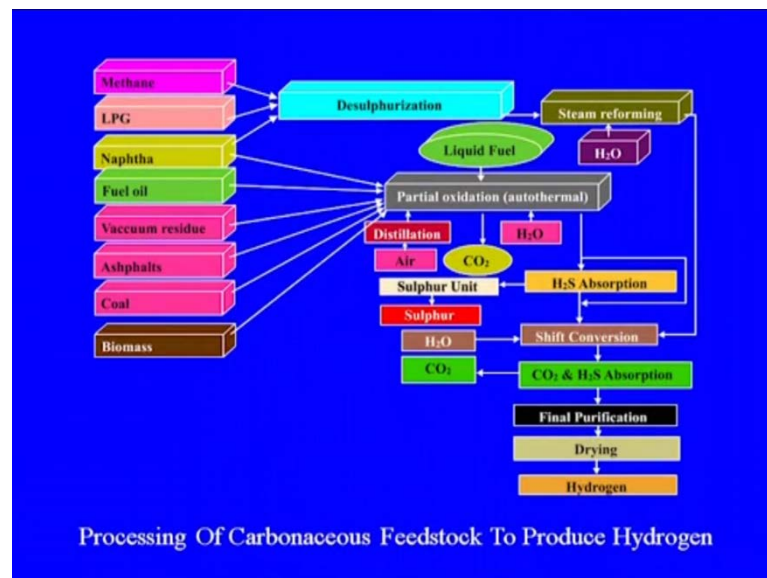 Methane
LPG
Naphtha
Fuel oil
Vaccuum residue
Ashphalts
Coal
Biomass
Desulphurization
Steam reforming
H₂O
Liquid Fuel
Partial oxidation (autothermal)
Distillation
H₂O
Air
CO₂
Sulphur Unit
H₂S Absorption
Sulphur
H₂O
Shift Conversion
CO₂
CO₂ & H₂S Absorption
Final Purification
Drying
Hydrogen
Processing Of Carbonaceous Feedstock To Produce Hydrogen